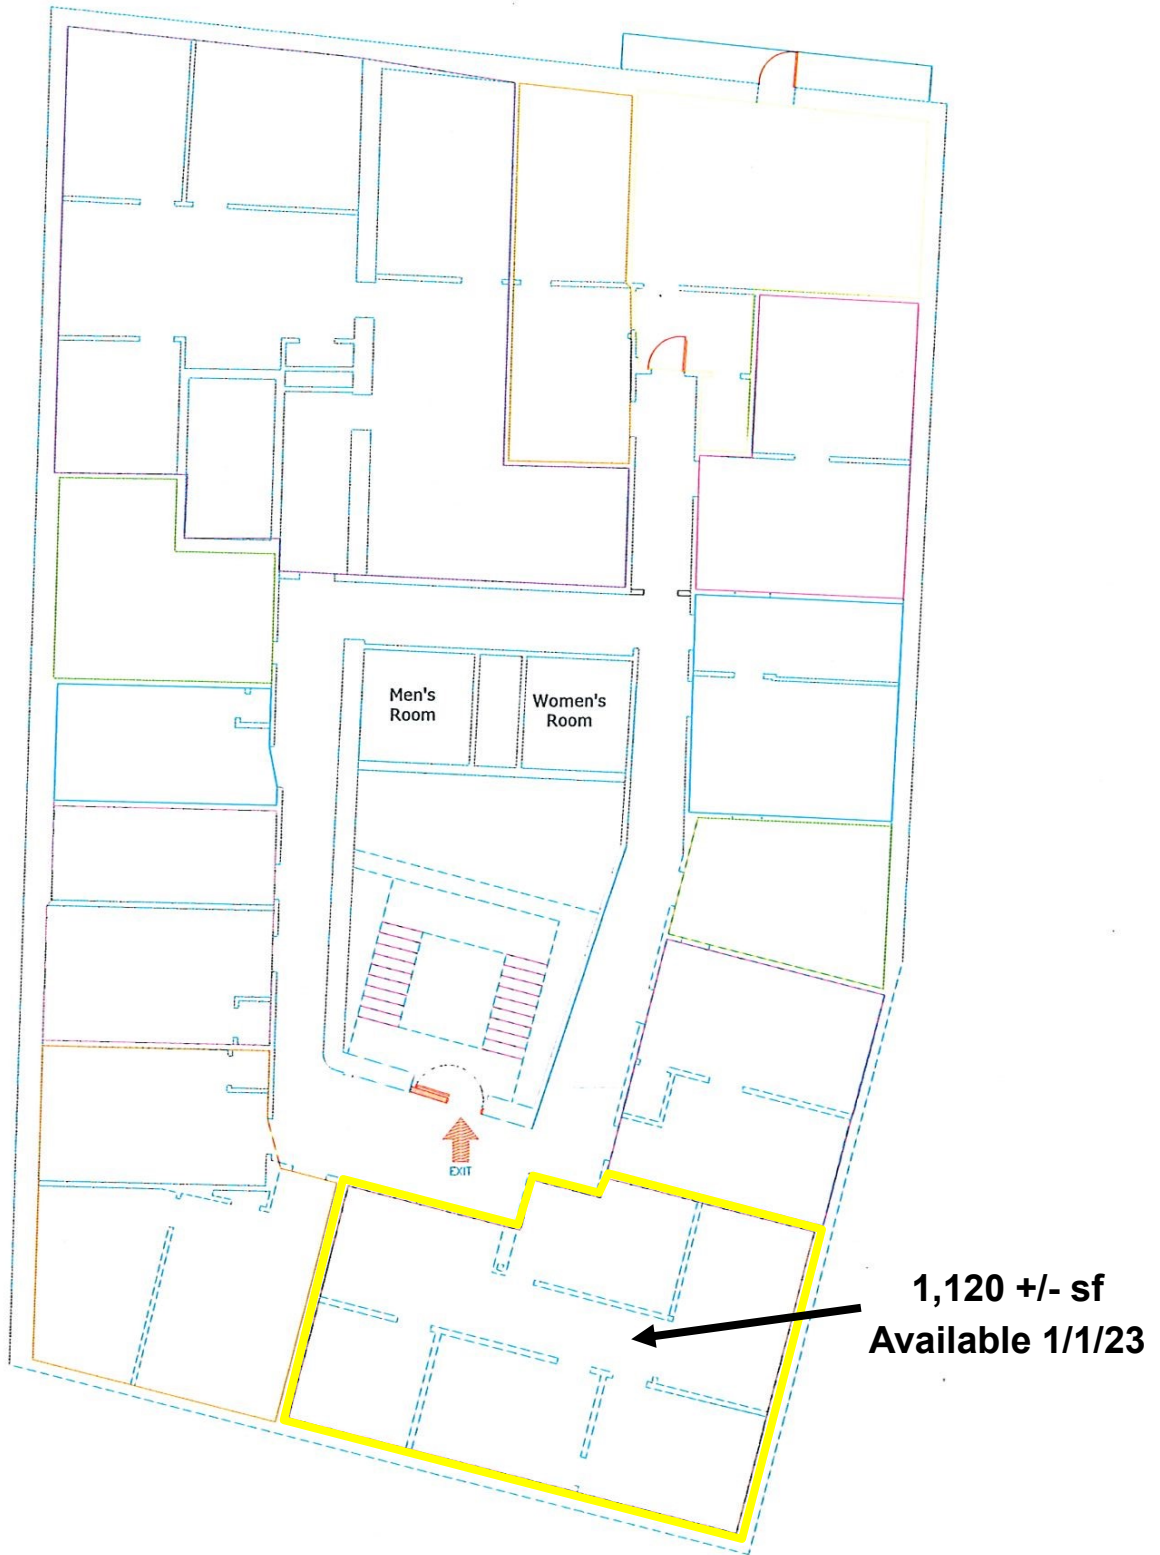 Men's
Room
Women's
Room
EXIT
1,120 +/- sf
Available 1/1/23